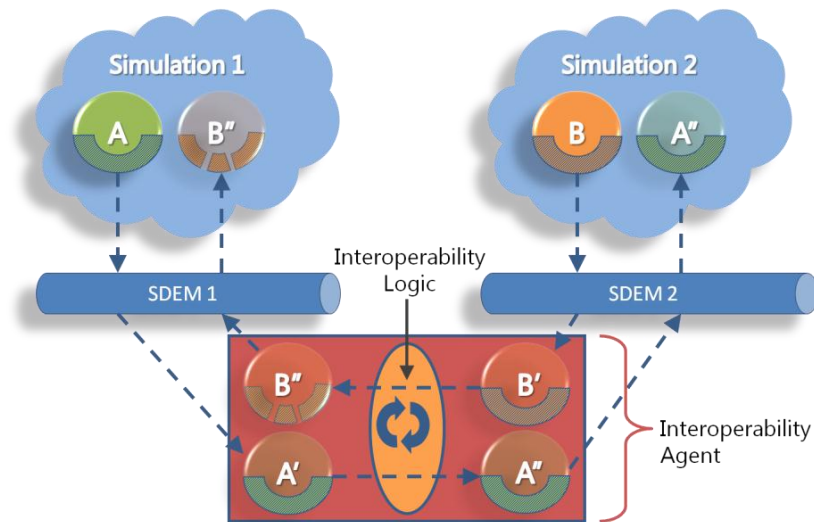 Simulation 1
Simulation 2
A
B″
B
A″
Interoperability
Logic
SDEM 1
SDEM 2
B″
B′
A′
A″
Interoperability
Agent